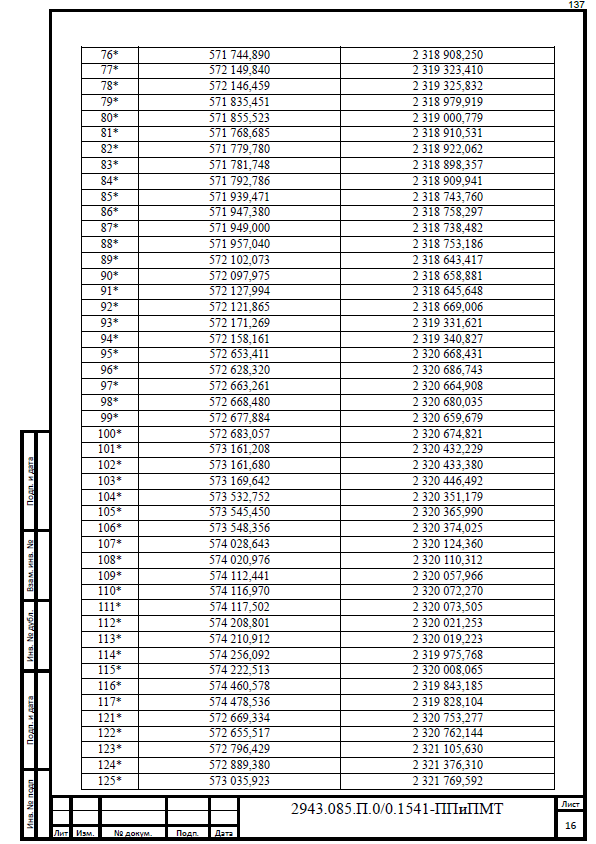 137
76* 571 744,890 2 318 908,250
77* 572 149,840 2 319 323,410
78* 572 146,459 2 319 325,832
79* 571 835,451 2 318 979,919
80* 571 855,523 2 319 000,779
81* 571 768,685 2 318 910,531
82* 571 779,780 2 318 922,062
83* 571 781,748 2 318 898,357
84* 571 792,786 2 318 909,941
85* 571 939,471 2 318 743,760
86* 571 947,380 2 318 758,297
87* 571 949,000 2 318 738,482
88* 571 957,040 2 318 753,186
89* 572 102,073 2 318 643,417
90* 572 097,975 2 318 658,881
91* 572 127,994 2 318 645,648
92* 572 121,865 2 318 669,006
93* 572 171,269 2 319 331,621
94* 572 158,161 2 319 340,827
95* 572 653,411 2 320 668,431
96* 572 628,320 2 320 686,743
97* 572 663,261 2 320 664,908
98* 572 668,480 2 320 680,035
99* 572 677,884 2 320 659,679
100* 572 683,057 2 320 674,821
101* 573 161,208 2 320 432,229
102* 573 161,680 2 320 433,380
103* 573 169,642 2 320 446,492
104* 573 532,752 2 320 351,179
105* 573 545,450 2 320 365,990
106* 573 548,356 2 320 374,025
107* 574 028,643 2 320 124,360
108* 574 020,976 2 320 110,312
109* 574 112,441 2 320 057,966
110* 574 116,970 2 320 072,270
111* 574 117,502 2 320 073,505
112* 574 208,801 2 320 021,253
113* 574 210,912 2 320 019,223
114* 574 256,092 2 319 975,768
115* 574 222,513 2 320 008,065
116* 574 460,578 2 319 843,185
117* 574 478,536 2 319 828,104
121* 572 669,334 2 320 753,277
122* 572 655,517 2 320 762,144
123* 572 796,429 2 321 105,630
124* 572 889,380 2 321 376,310
125* 573 035,923 2 321 769,592
Подп. и дата
Взам. инв. №
Инв. № дубл.
Подп. и дата
Инв. № подп
2943.085.П.0/0.1541-ППиПМТ
Лист
16
Лит Изм. № докум. Подп. Дата